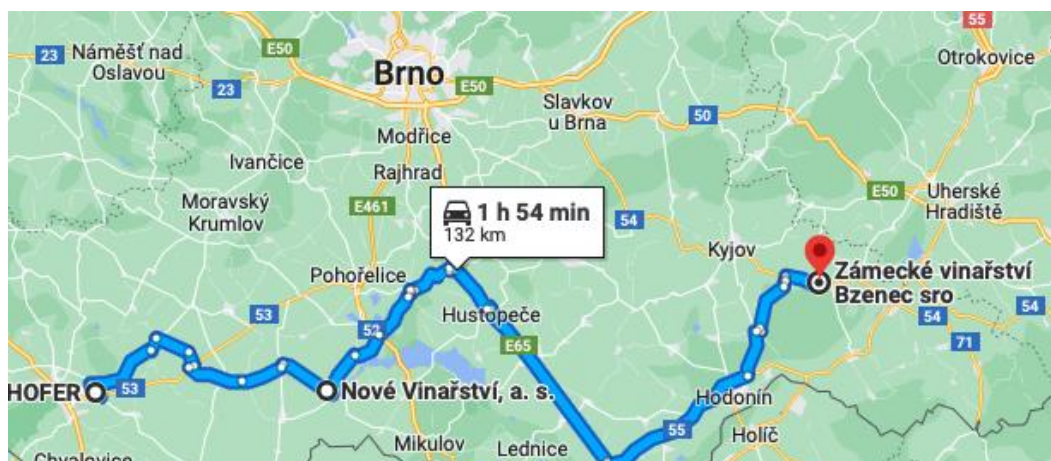 55
23
Náměšť nad
Oslavou
E50
Brno
Otrokovice
23
E50
Slavkov
u Brna
50
Modřice
Ivančice
Rajhrad
Moravský
Krumlov
E461
1 h 54 min
132 km
E50
Uherské
Hradiště
54
Kyjov
Pohořelice
Zámecké vinařství
Bzenec sro
53
52
Hustopeče
54
54
E65
71
HOFER
53
Nové Vinařství, a. s.
Hodonín
55
Holíč
Mikulov
Lednice
Chvalovice